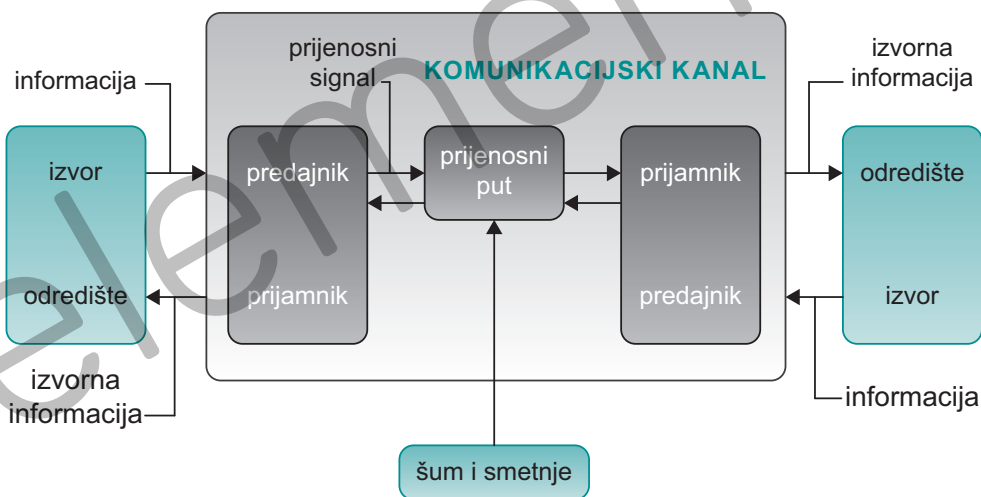 prijenosni
signal
KOMUNIKACIJSKI KANAL
izvorna
informacija
informacija
izvor
predajnik
prijenosni
put
prijamnik
odredište
odredište
prijamnik
predajnik
izvor
izvorna
informacija
informacija
šum i smetnje
element